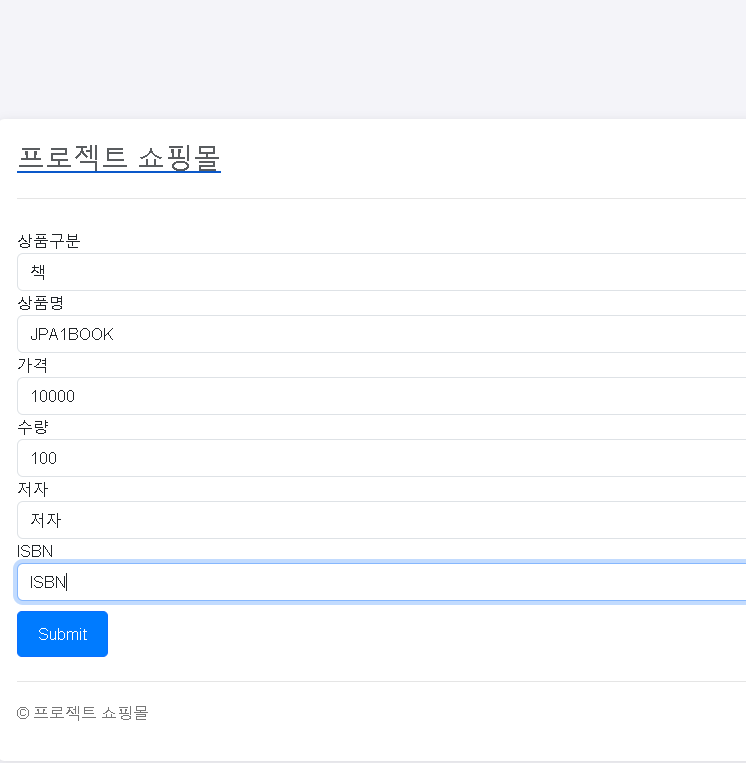 프로젝트 쇼핑몰
상품구분
책
상품명
JPA1BOOK
가격
10000
수량
100
저자
저자
ISBN
ISBN
Submit
© 프로젝트 쇼핑몰